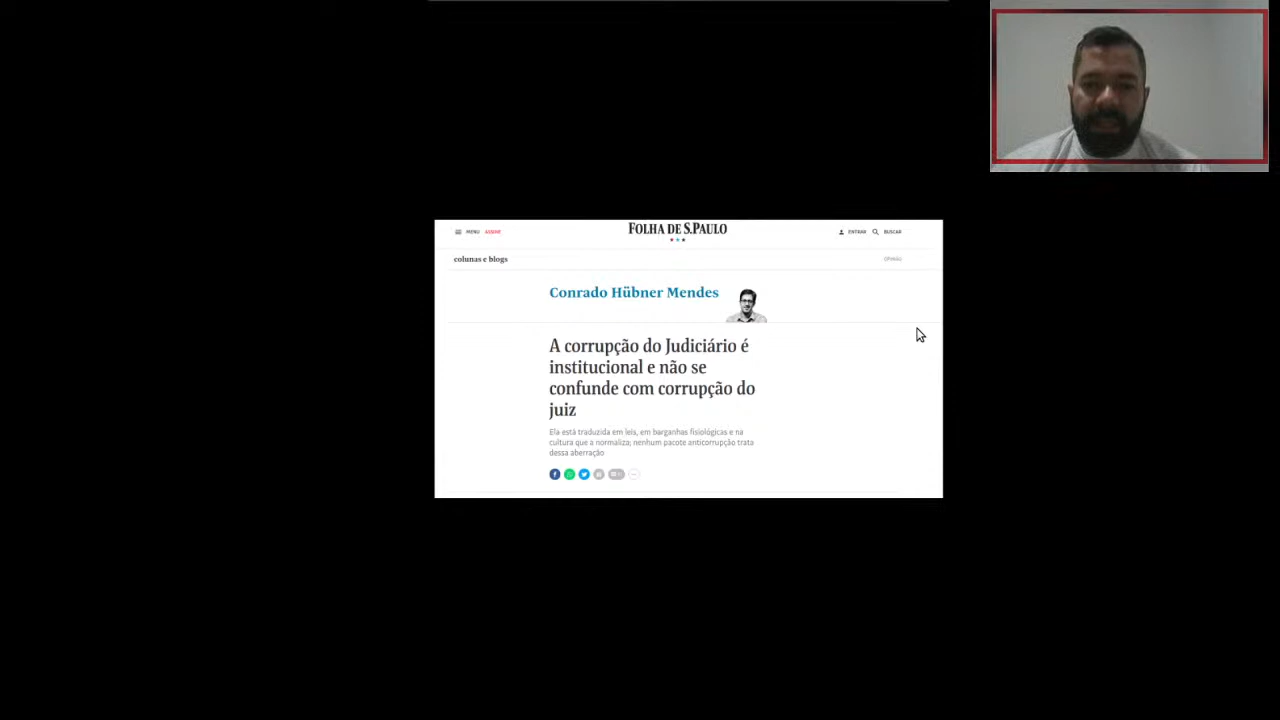 MENU ASSINE
FOLHA DE S.PAULO
ENTRAR BUSCAR
colunas e blogs
OPINIÃO
Conrado Hübner Mendes
A corrupção do Judiciário é
institucional e não se
confunde com corrupção do
juiz
Ela está traduzida em leis, em barganhas fisiológicas e na
cultura que a normaliza; nenhum pacote anticorrupção trata
dessa aberração